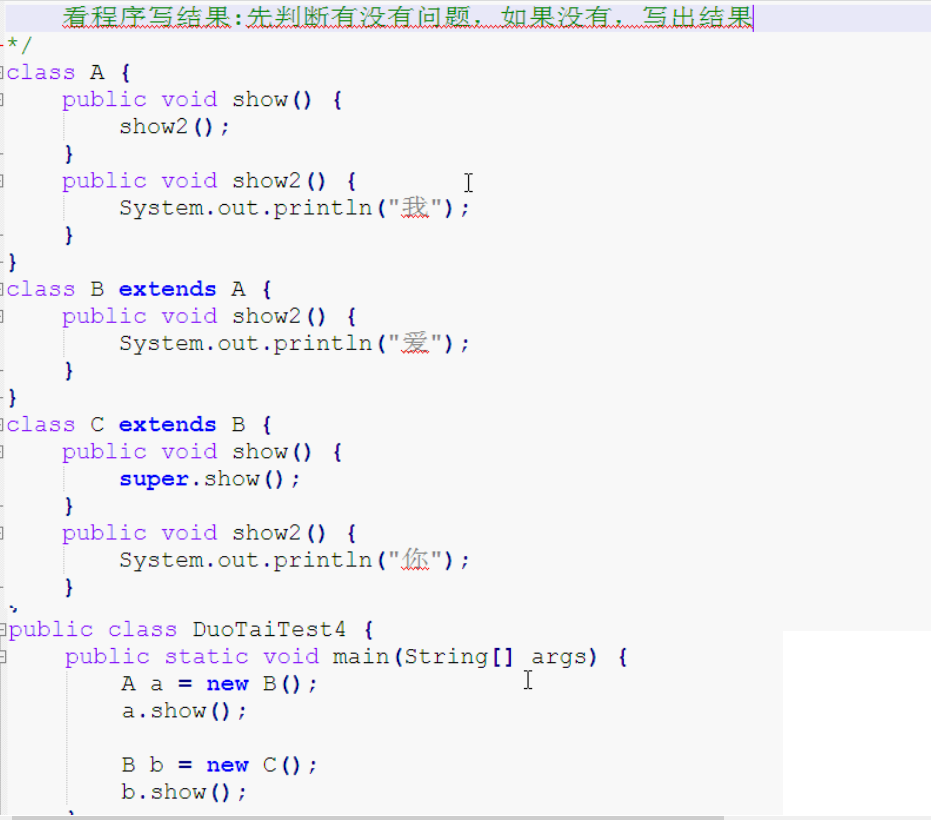 看程序写结果:先判断有没有问题，如果没有，写出结果
*/
class A {
public void show() {
show2();
}
public void show2() {
System.out.println("我");
}
}
class B extends A {
public void show2() {
System.out.println("爱");
}
}
class C extends B {
public void show() {
super.show();
}
public void show2() {
System.out.println("你");
}
public class DuoTaiTest4 {
public static void main(String[] args) {
A a = new B();
a.show();
B b = new C();
b.show();